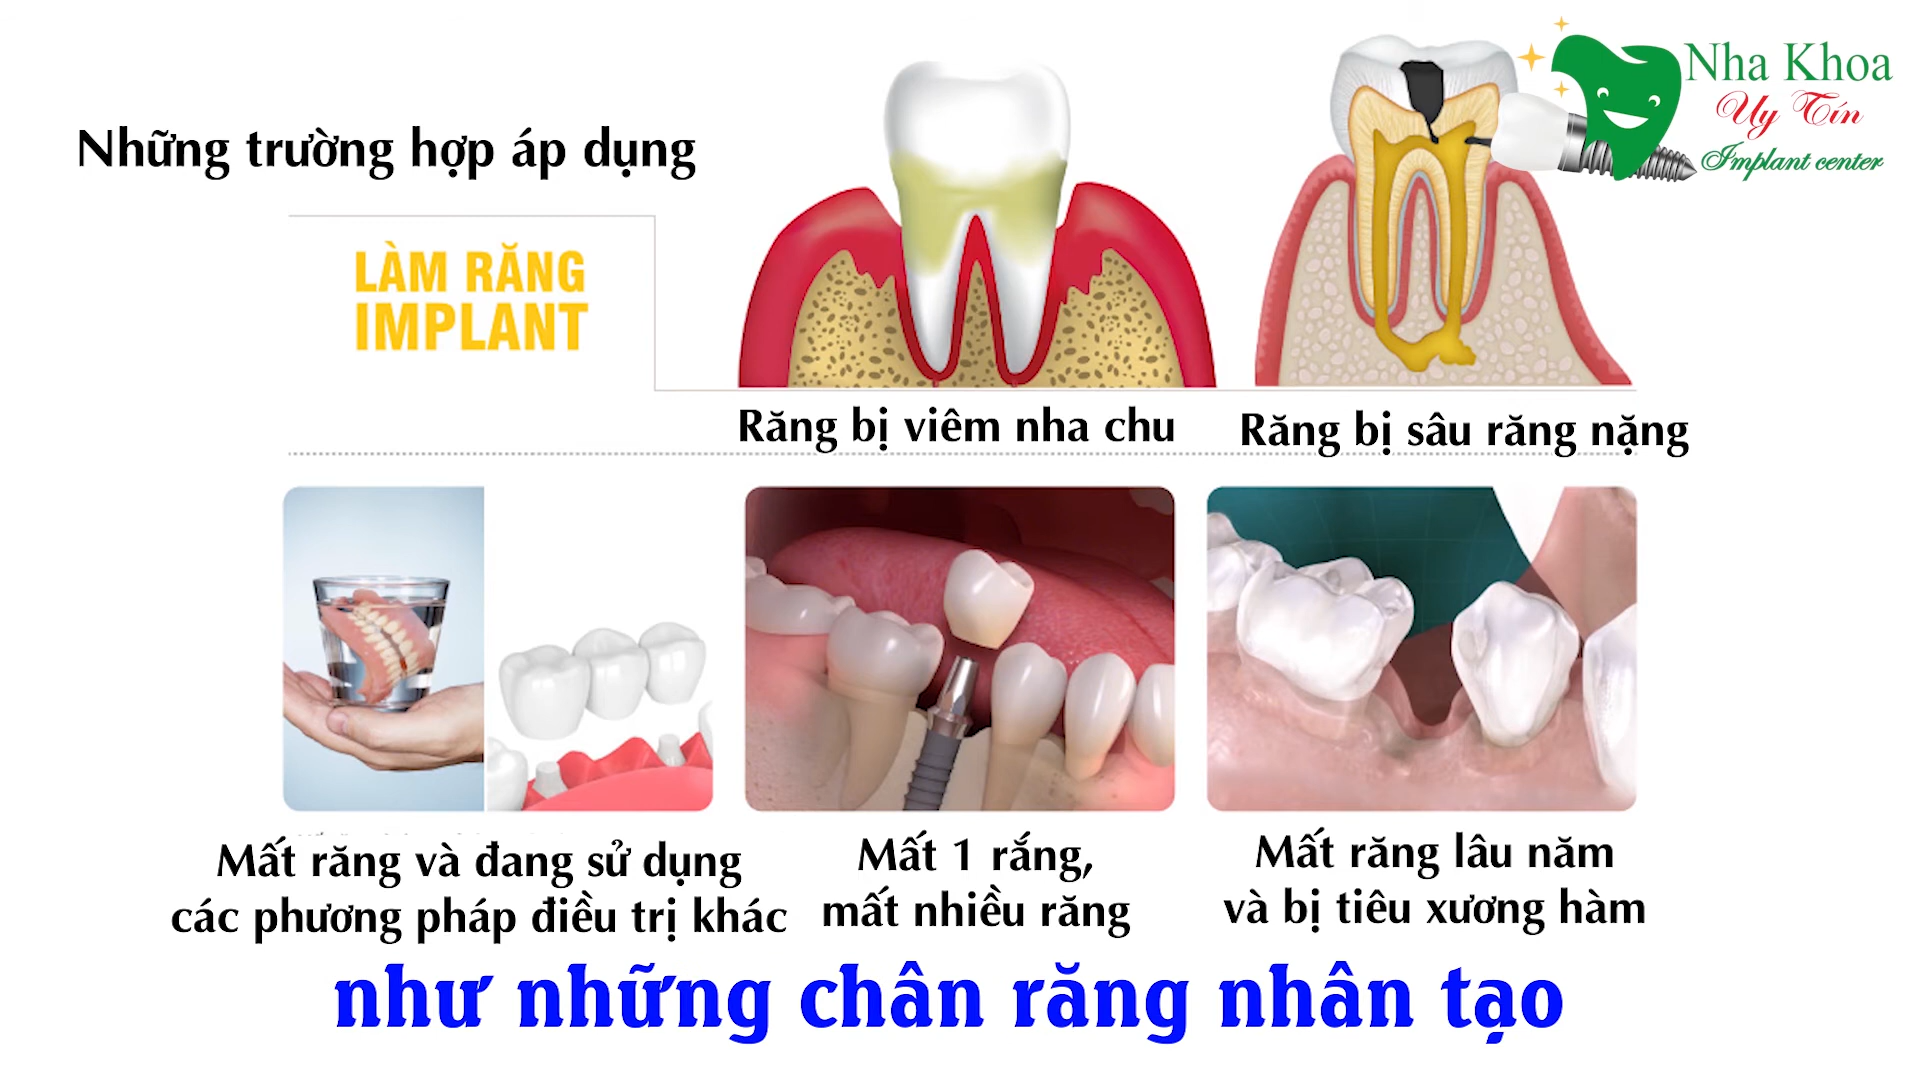 Nha Khoa
Uy Tín
Implant center
Những trường hợp áp dụng
LÀM RĂNG
IMPLANT
Răng bị viêm nha chu
Răng bị sâu răng nặng
Mất răng và đang sử dụng
các phương pháp điều trị khác
Mất 1 rắng,
mất nhiều răng
Mất răng lâu năm
và bị tiêu xương hàm
như những chân răng nhân tạo